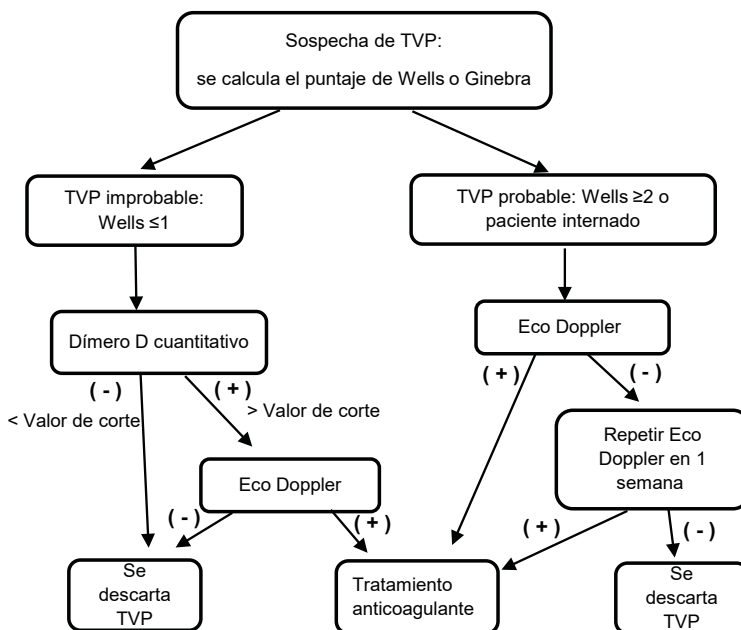 Sospecha de TVP:
se calcula el puntaje de Wells o Ginebra
TVP improbable:
Wells ≤1
TVP probable: Wells ≥2 o
paciente internado
Dímero D cuantitativo
Eco Doppler
( - )
( + )
< Valor de corte
> Valor de corte
( + )
( - )
Eco Doppler
Repetir Eco
Doppler en 1
semana
( - )
( + )
( + )
( - )
Se
descarta
TVP
Tratamiento
anticoagulante
Se
descarta
TVP